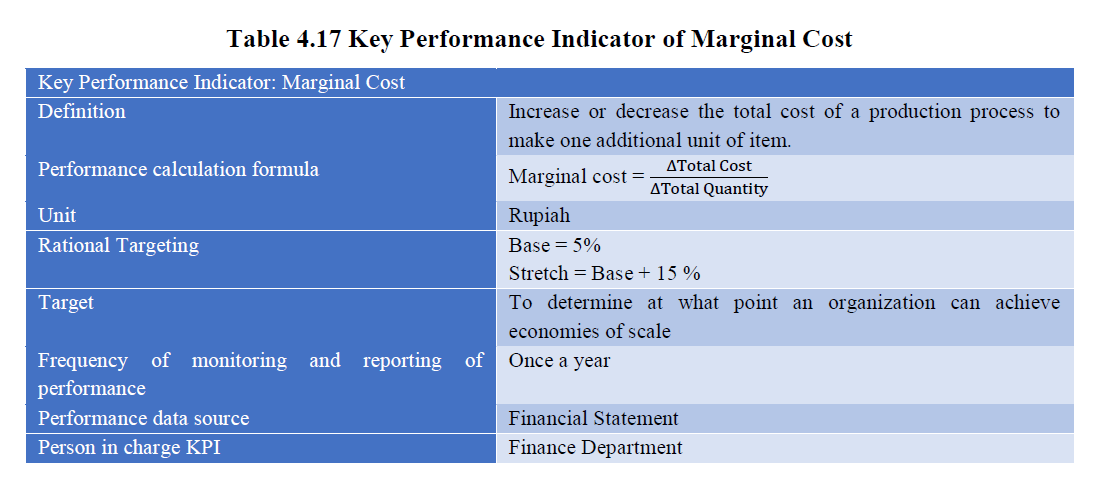 Table 4.17 Key Performance Indicator of Marginal Cost
Key Performance Indicator: Marginal Cost
Definition
Increase or decrease the total cost of a production process to
make one additional unit of item.
Performance calculation formula
Marginal cost = ΔTotal Cost / ΔTotal Quantity
Unit
Rupiah
Rational Targeting
Base = 5%
Stretch = Base + 15 %
Target
To determine at what point an organization can achieve
economies of scale
Frequency of monitoring and reporting of
performance
Once a year
Performance data source
Financial Statement
Person in charge KPI
Finance Department